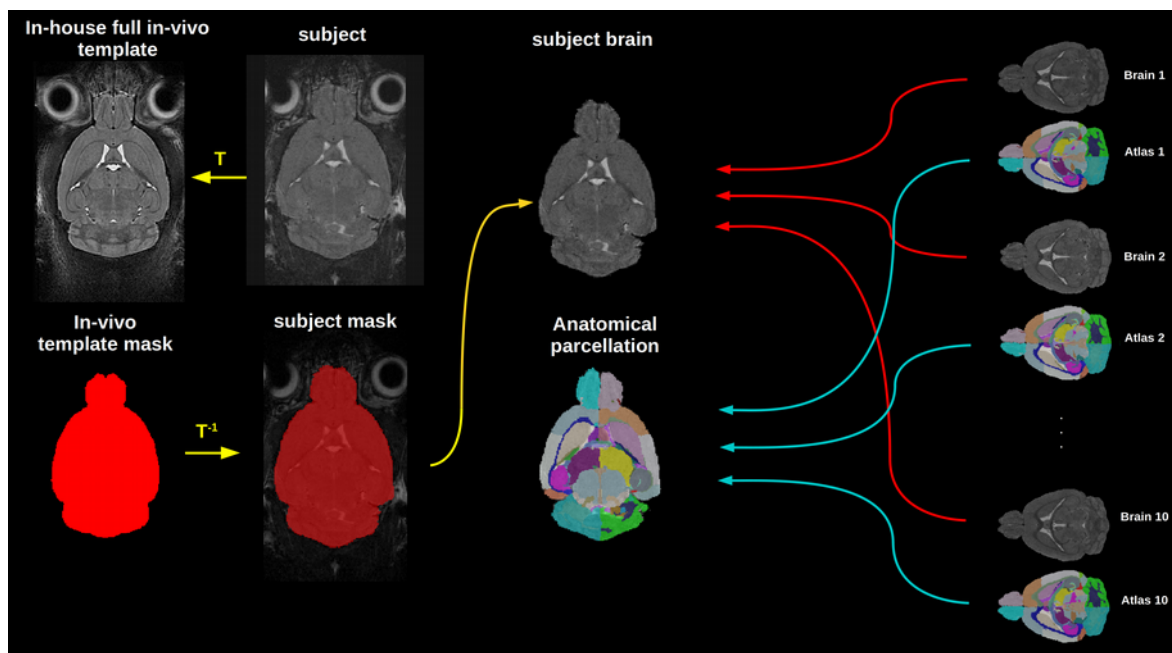 In-house full in-vivo
template
subject
subject brain
Brain 1
T
Atlas 1
Brain 2
In-vivo
template mask
subject mask
Anatomical
parcellation
Atlas 2
T-1
Brain 10
Atlas 10